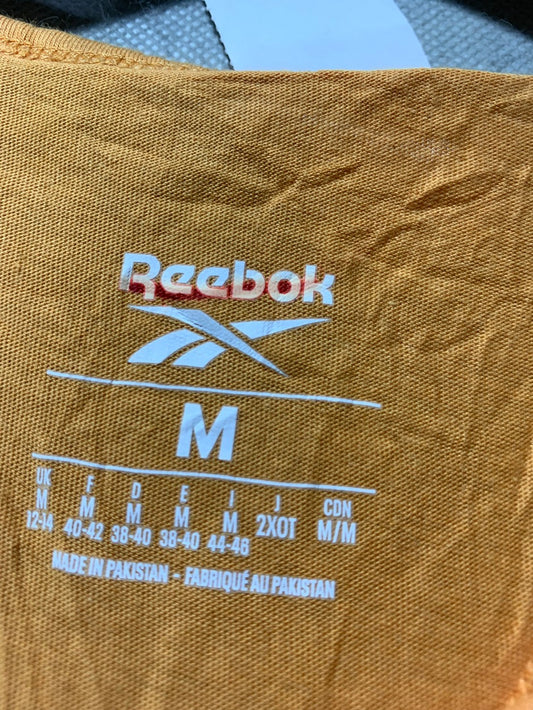 Reebok
M
UK F D E I J CDN
M M M M M 2XOT M/M
12-14 40-42 38-40 38-40 44-46
MADE IN PAKISTAN - FABRIQUÉ AU PAKISTAN